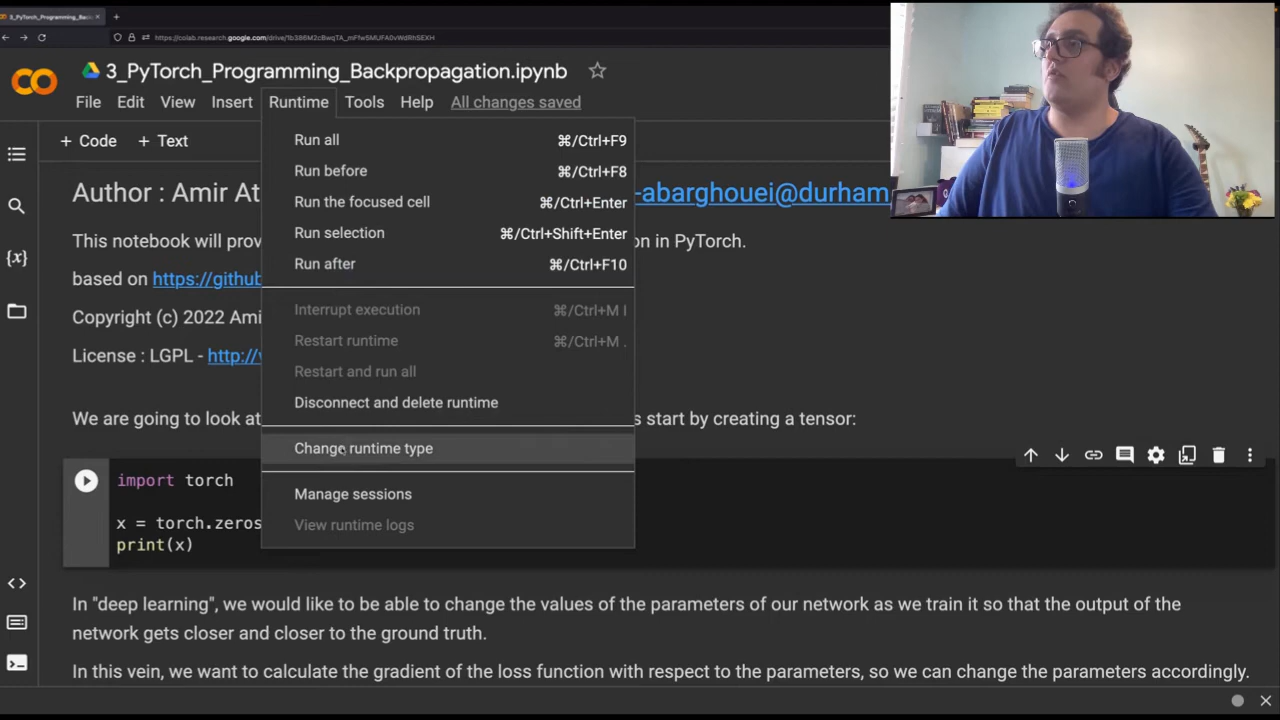 3_PyTorch_Programming_Back
https://colab.research.google.com/drive/
3_PyTorch_Programming_Backpropagation.ipynb
File Edit View Insert Runtime Tools Help All changes saved
+ Code + Text
Run all ⌘/Ctrl+F9
Run before ⌘/Ctrl+F8
Run the focused cell ⌘/Ctrl+Enter
Run selection ⌘/Ctrl+Shift+Enter
Run after ⌘/Ctrl+F10
Interrupt execution ⌘/Ctrl+M I
Restart runtime ⌘/Ctrl+M .
Restart and run all
Disconnect and delete runtime
Change runtime type
Manage sessions
View runtime logs
Author : Amir At -abarghouei@durham
This notebook will prov on in PyTorch.
based on https://github
Copyright (c) 2022 Ami
License : LGPL - http://
We are going to look at s start by creating a tensor:
import torch
x = torch.zeros
print(x)
In "deep learning", we would like to be able to change the values of the parameters of our network as we train it so that the output of the
network gets closer and closer to the ground truth.
In this vein, we want to calculate the gradient of the loss function with respect to the parameters, so we can change the parameters accordingly.